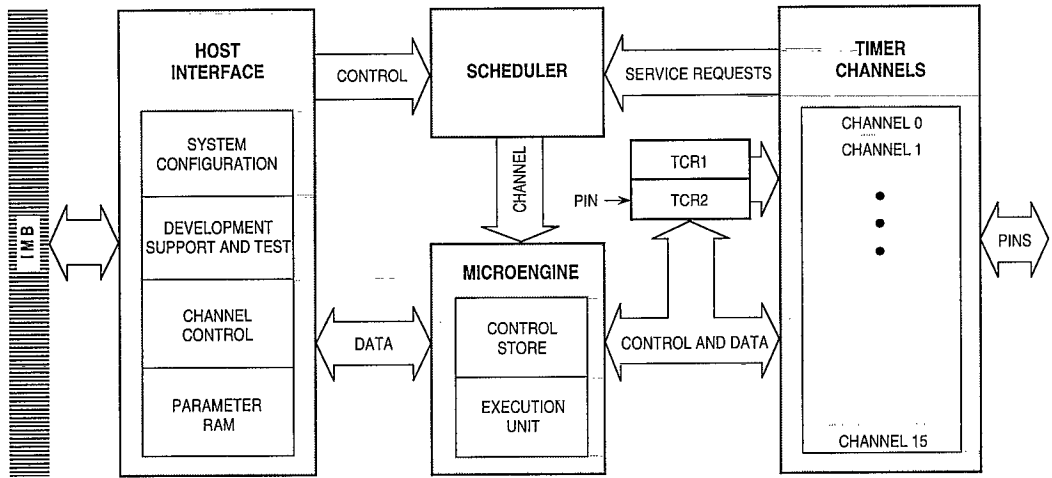 IMB
HOST
INTERFACE
SYSTEM
CONFIGURATION
DEVELOPMENT
SUPPORT AND TEST
CHANNEL
CONTROL
PARAMETER
RAM
CONTROL
SCHEDULER
SERVICE REQUESTS
CHANNEL
DATA
MICROENGINE
CONTROL
STORE
EXECUTION
UNIT
TCR1
PIN
TCR2
CONTROL AND DATA
TIMER
CHANNELS
CHANNEL 0
CHANNEL 1
CHANNEL 15
PINS